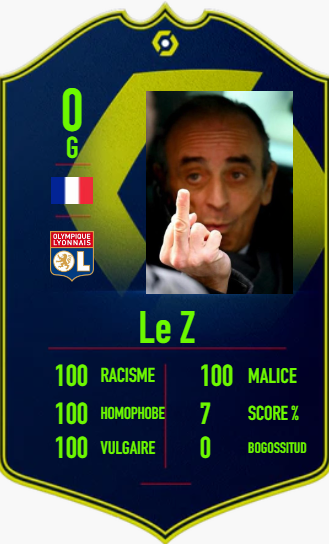 0
G
OLYMPIQUE
LYONNAIS
OL
Le Z
100 RACISME 100 MALICE
100 HOMOPHOBE 7 SCORE %
100 VULGAIRE 0 BOGOSSITUD